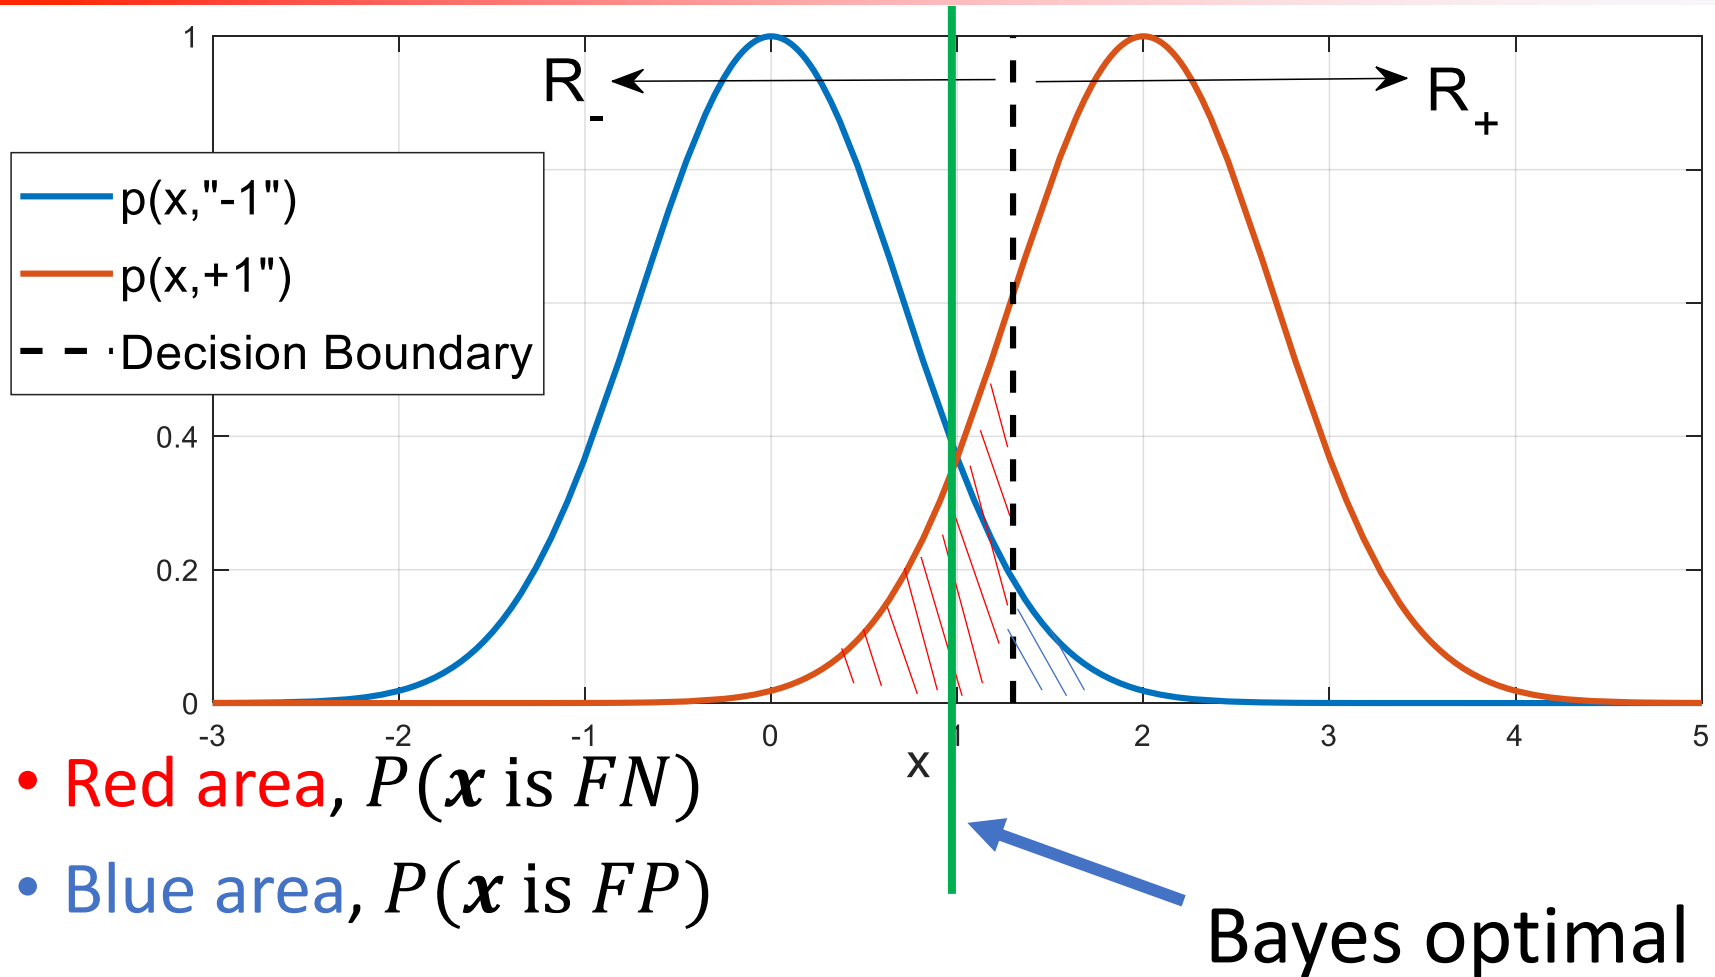 1
R-
R+
p(x,"-1")
p(x,+1")
Decision Boundary
0.4
0.2
0
-3 -2 -1 0 1 2 3 4 5
x
• Red area, P(x is FN)
• Blue area, P(x is FP)
Bayes optimal